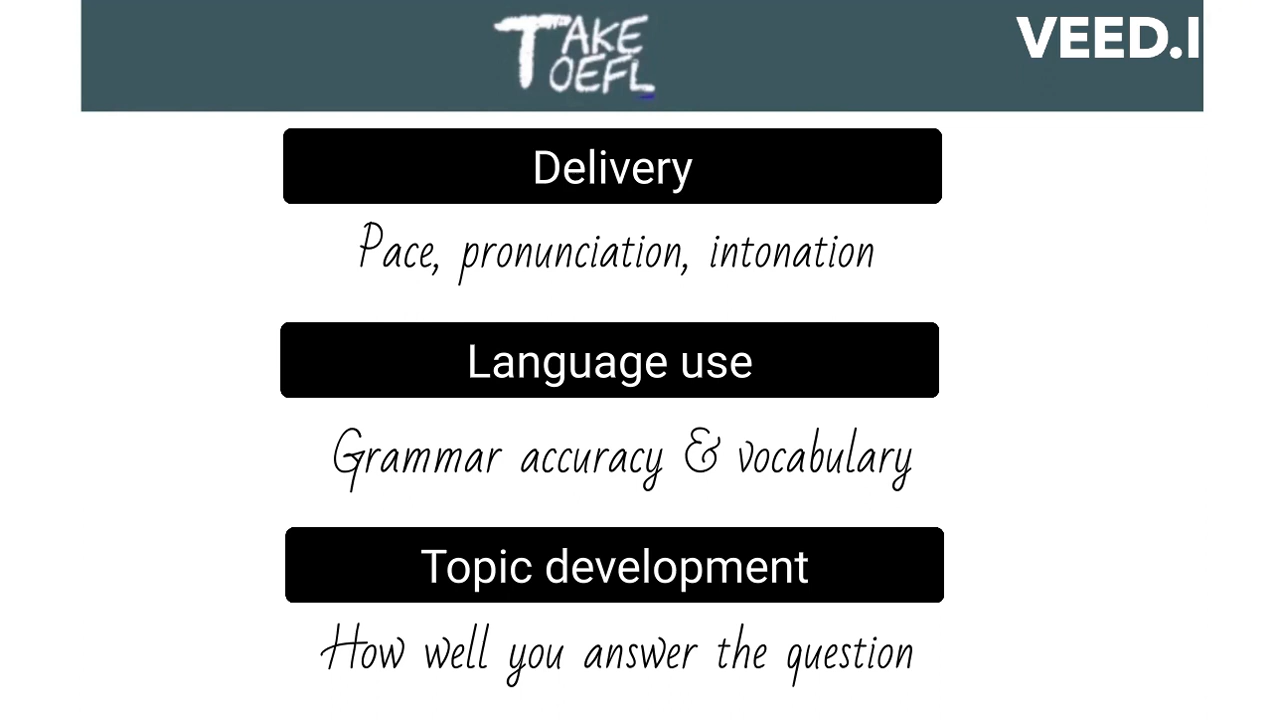 TAKE
TOEFL
VEED.I
Delivery
Pace, pronunciation, intonation
Language use
Grammar accuracy & vocabulary
Topic development
How well you answer the question